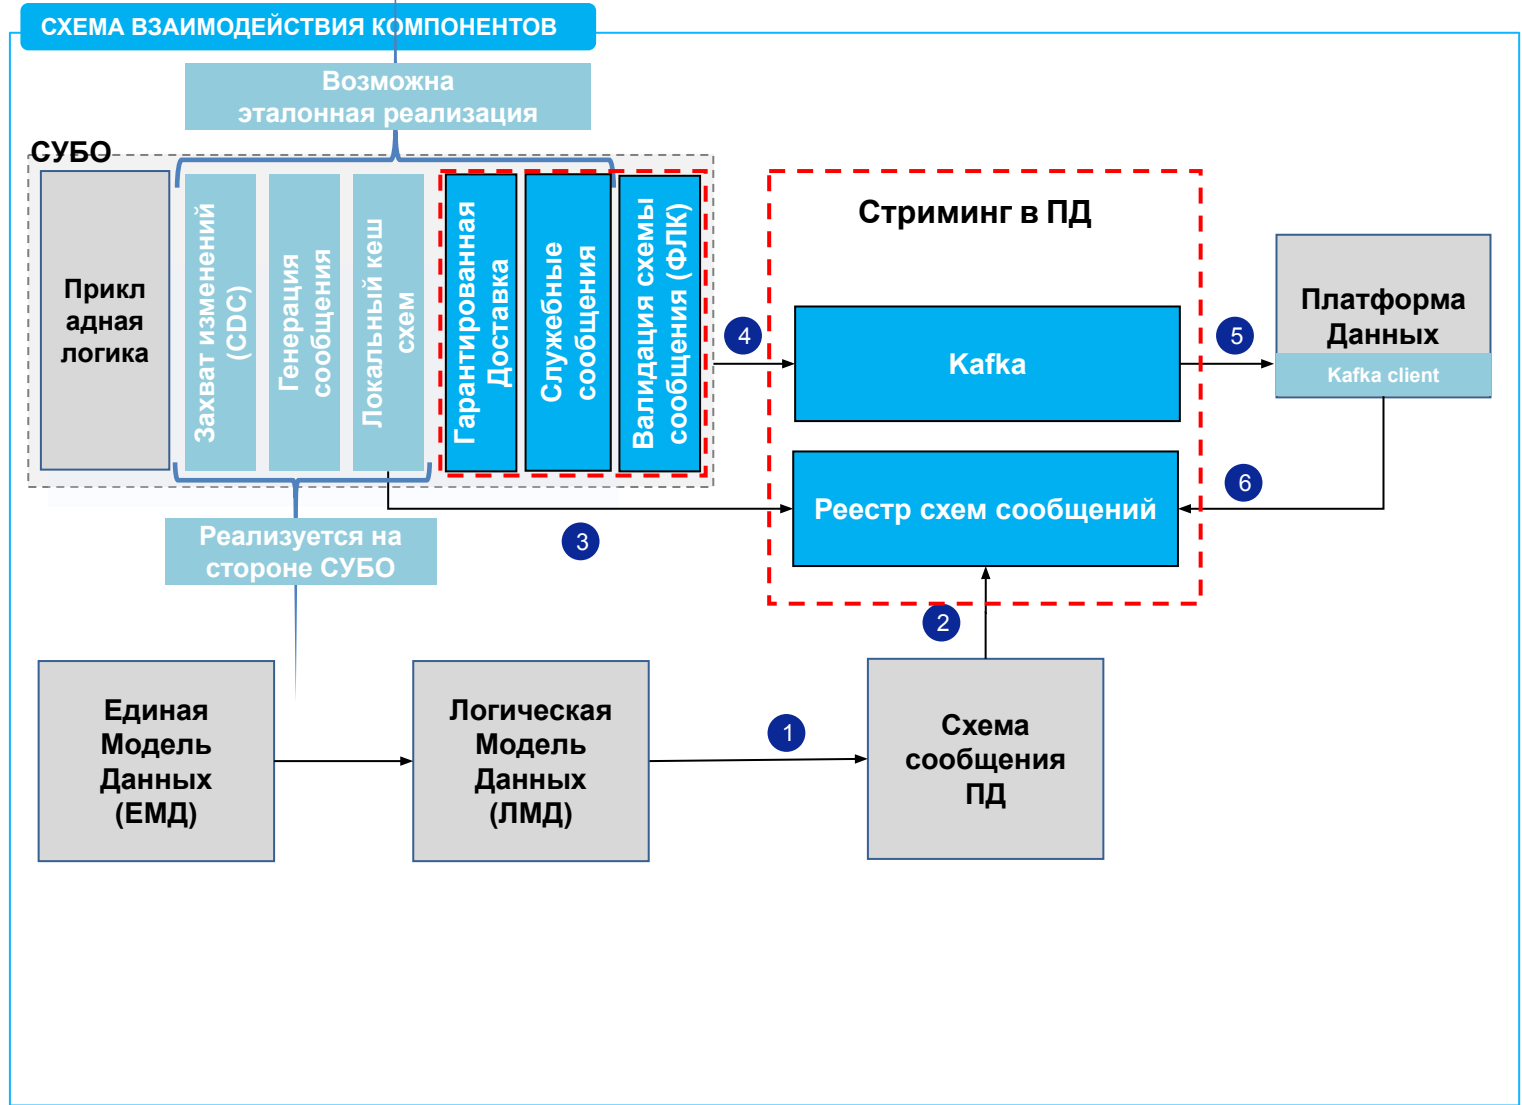 СХЕМА ВЗАИМОДЕЙСТВИЯ КОМПОНЕНТОВ
Возможна
эталонная реализация
СУБО
Прикл
адная
логика
Захват изменений
(CDC)
Генерация
сообщения
Локальный кеш
схем
Гарантированная
Доставка
Служебные
сообщения
Валидация схемы
сообщения (ФЛК)
Стриминг в ПД
4
Kafka
5
Платформа
Данных
Kafka client
Реестр схем сообщений
6
3
Реализуется на
стороне СУБО
2
Единая
Модель
Данных
(ЕМД)
Логическая
Модель
Данных
(ЛМД)
1
Схема
сообщения
ПД